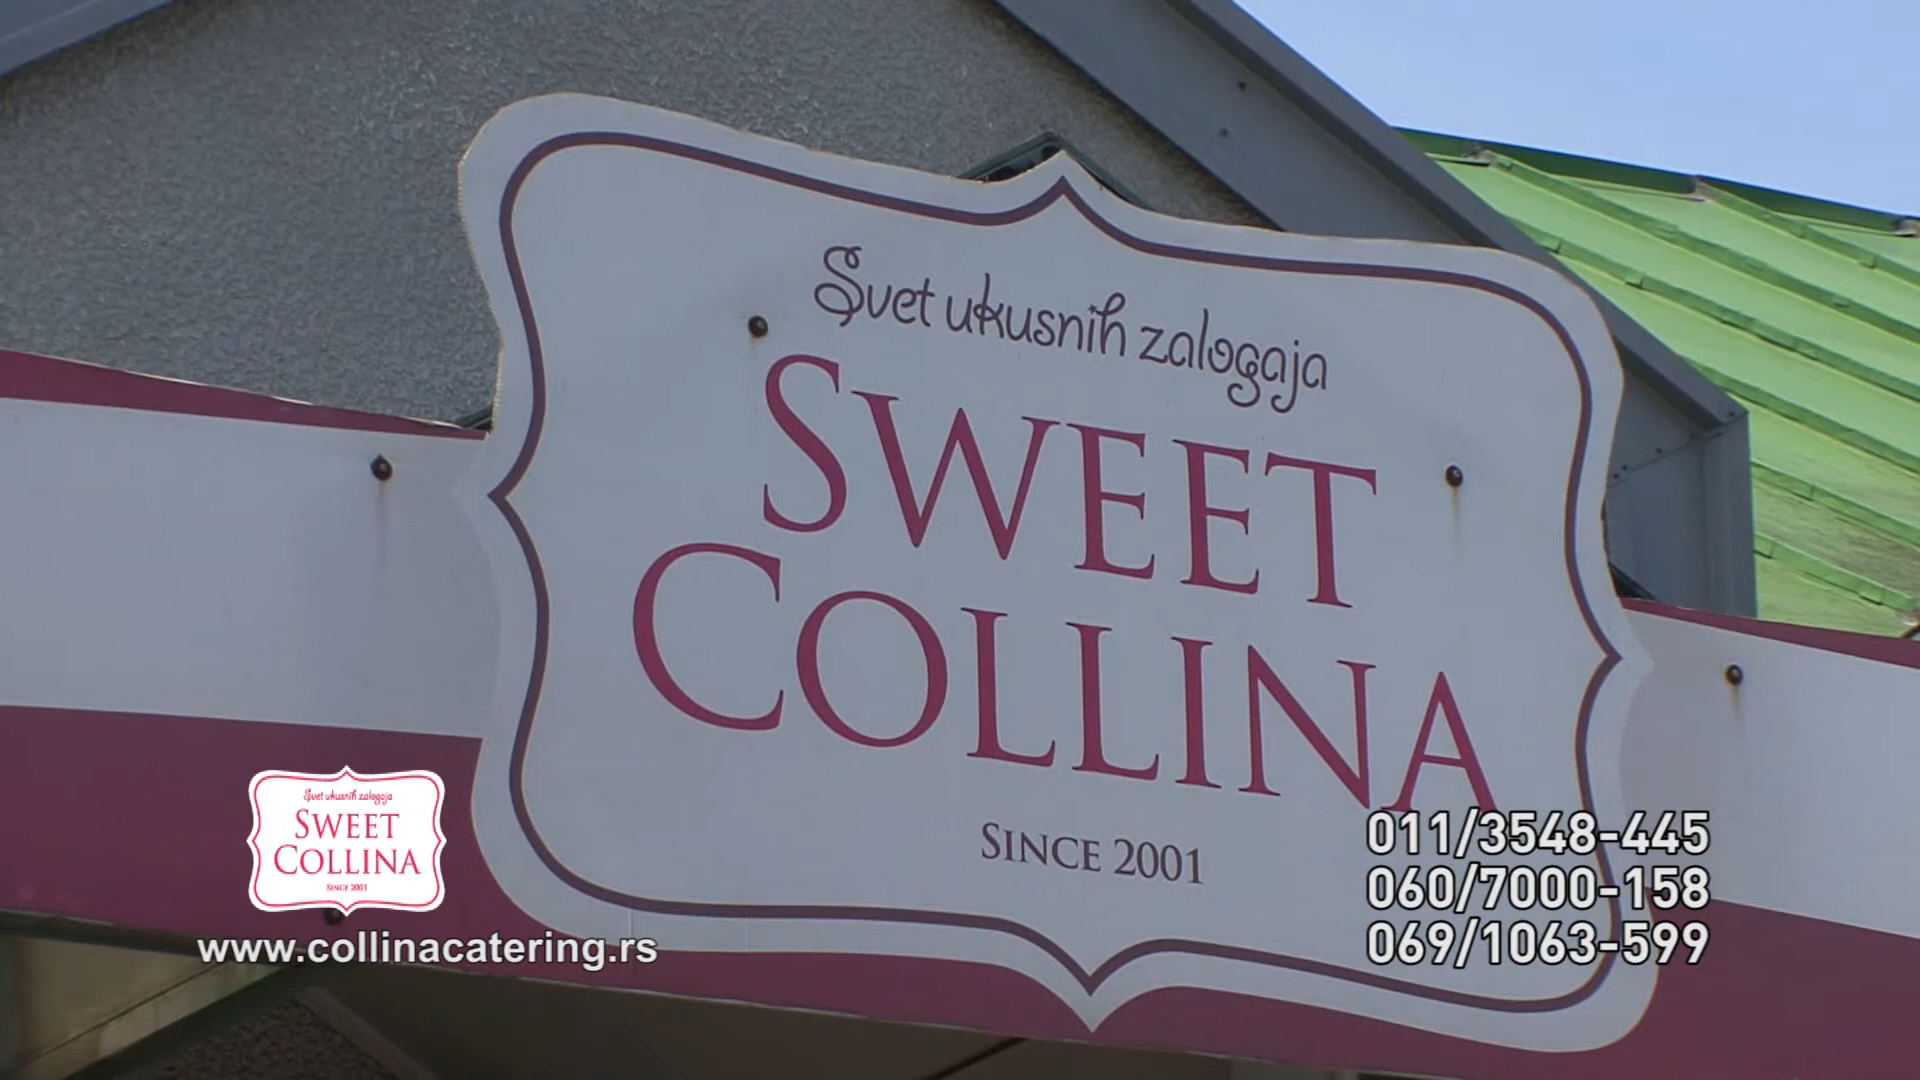 Svet ukusnih zalogaja
SWEET
COLLINA
SINCE 2001
Svet ukusnih zalogaja
SWEET
COLLINA
SINCE 2001
www.collinacatering.rs
011/3548-445
060/7000-158
069/1063-599